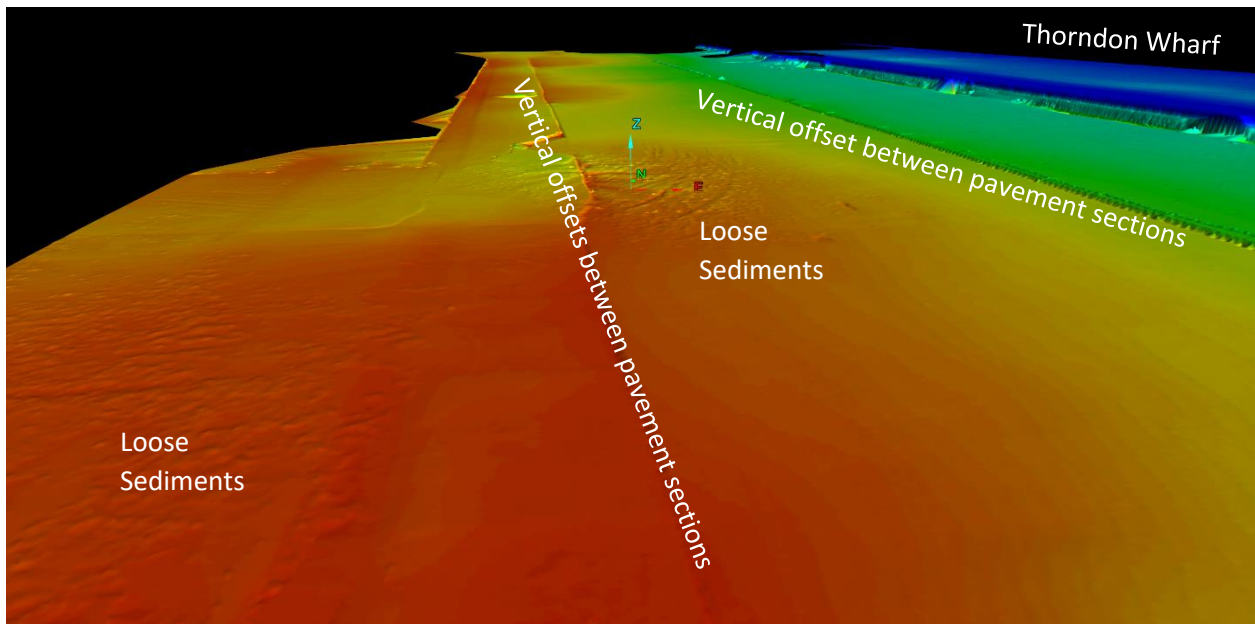 Thorndon Wharf
Vertical offset between pavement sections
Vertical offsets between pavement sections
Z
N
E
Loose
Sediments
Loose
Sediments